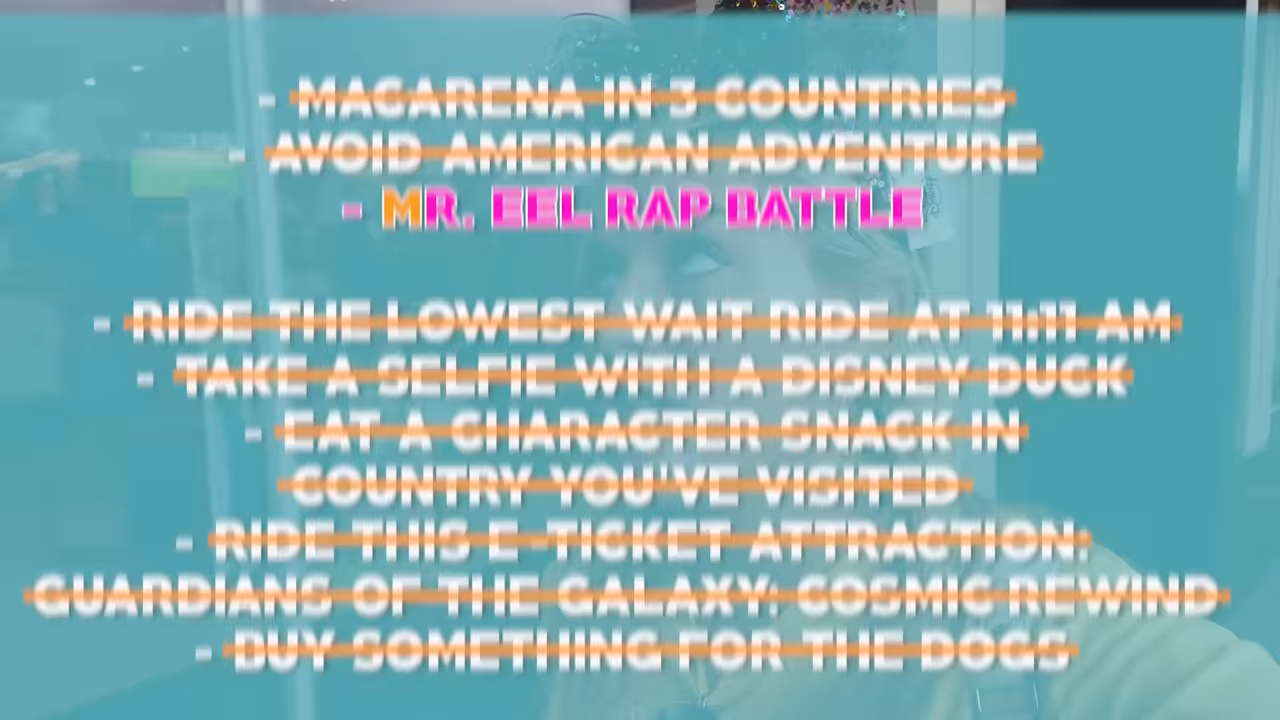 - MACARENA IN 3 COUNTRIES
- AVOID AMERICAN ADVENTURE
- MR. EEL RAP BATTLE
- RIDE THE LOWEST WAIT RIDE AT 11:11 AM
- TAKE A SELFIE WITH A DISNEY DUCK
- EAT A CHARACTER SNACK IN
COUNTRY YOU'VE VISITED
- RIDE THIS E-TICKET ATTRACTION:
GUARDIANS OF THE GALAXY: COSMIC REWIND
- BUY SOMETHING FOR THE DOGS